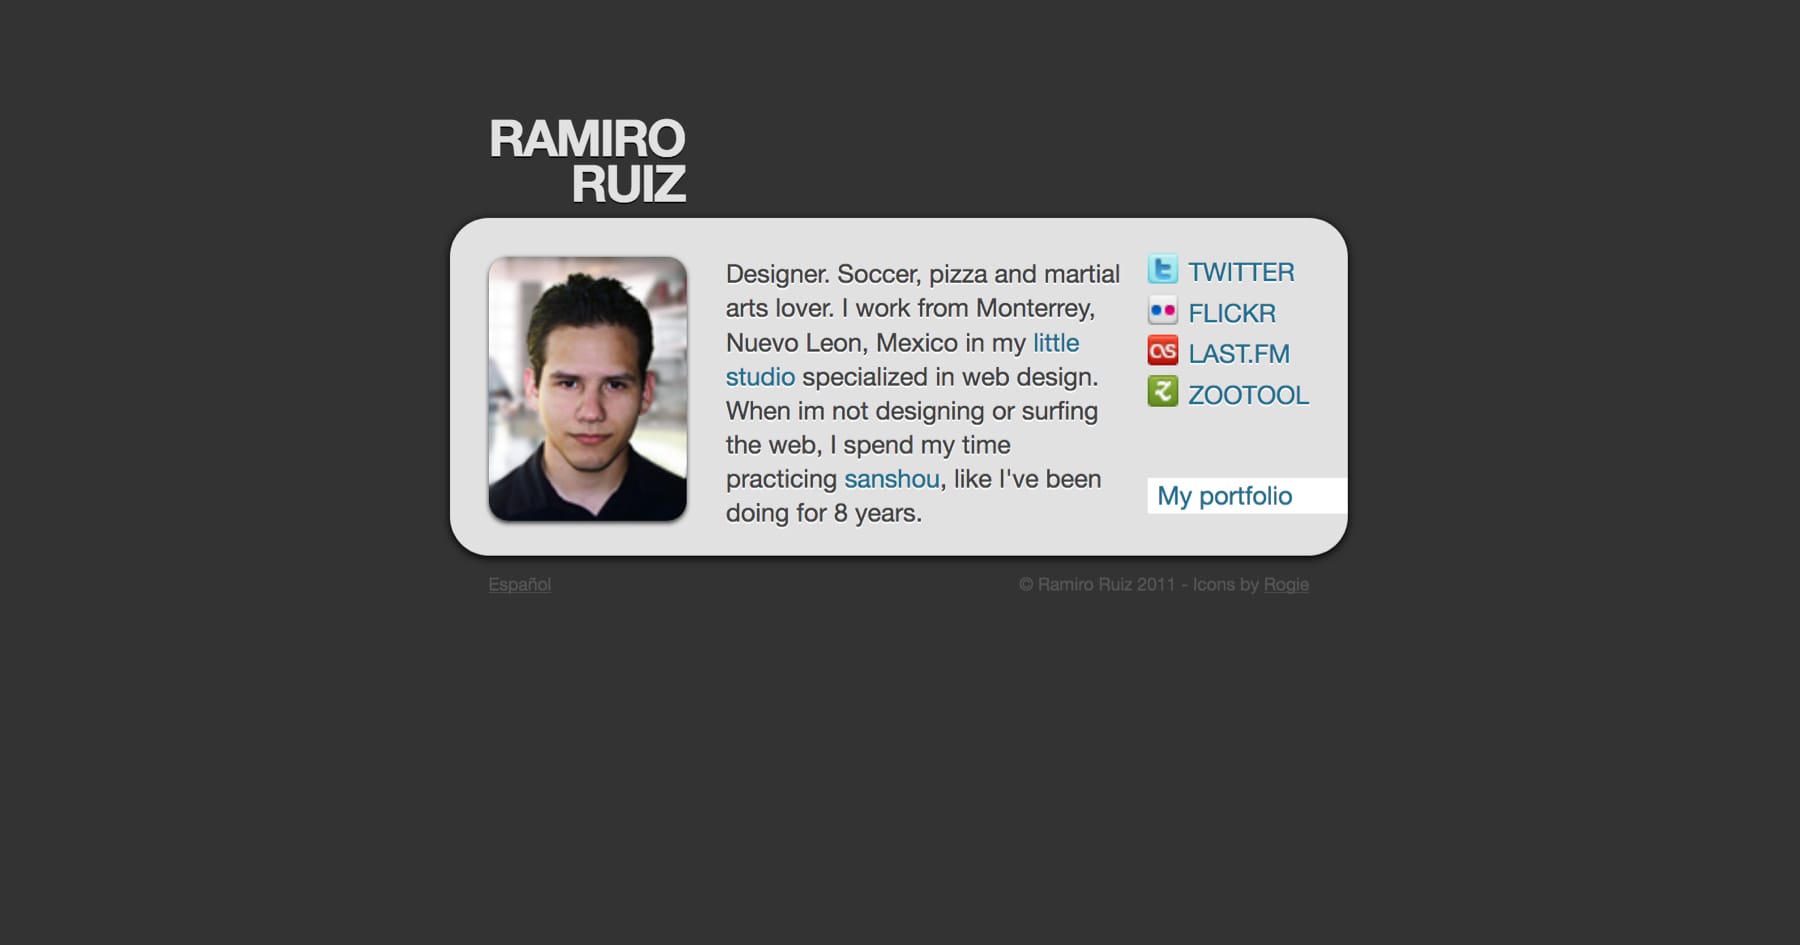 RAMIRO
RUIZ
Designer. Soccer, pizza and martial
arts lover. I work from Monterrey,
Nuevo Leon, Mexico in my little
studio specialized in web design.
When im not designing or surfing
the web, I spend my time
practicing sanshou, like I've been
doing for 8 years.
TWITTER
FLICKR
LAST.FM
ZOOTOOL
My portfolio
Español
© Ramiro Ruiz 2011 - Icons by Rogie